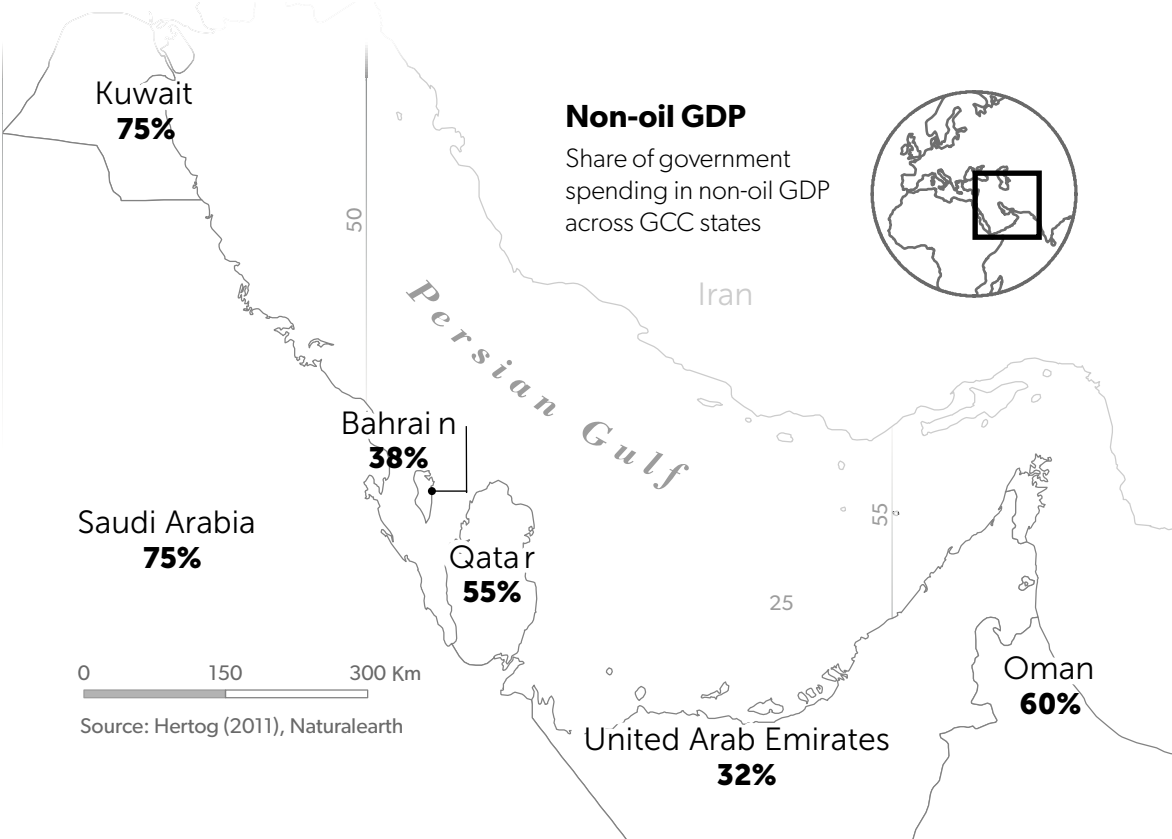 Kuwait
75%
Non-oil GDP
Share of government
spending in non-oil GDP
across GCC states
50
Iran
Persian Gulf
Bahrain
38%
Saudi Arabia
75%
Qatar
55%
55
25
0 150 300 Km
Source: Hertog (2011), Naturalearth
Oman
60%
United Arab Emirates
32%